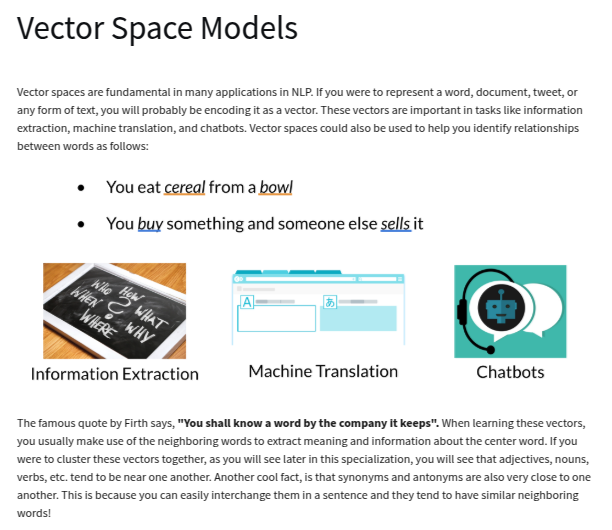 Vector Space Models
Vector spaces are fundamental in many applications in NLP. If you were to represent a word, document, tweet, or
any form of text, you will probably be encoding it as a vector. These vectors are important in tasks like information
extraction, machine translation, and chatbots. Vector spaces could also be used to help you identify relationships
between words as follows:
• You eat cereal from a bowl
• You buy something and someone else sells it
WHO HOW
WHEN ? WHAT
WHERE WHY
A あ
Information Extraction Machine Translation Chatbots
The famous quote by Firth says, "You shall know a word by the company it keeps". When learning these vectors,
you usually make use of the neighboring words to extract meaning and information about the center word. If you
were to cluster these vectors together, as you will see later in this specialization, you will see that adjectives, nouns,
verbs, etc. tend to be near one another. Another cool fact, is that synonyms and antonyms are also very close to one
another. This is because you can easily interchange them in a sentence and they tend to have similar neighboring
words!